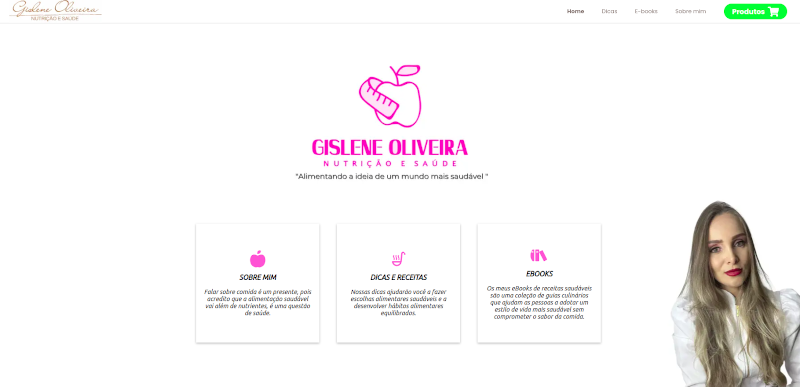 Gislene Oliveira
NUTRIÇÃO E SAÚDE
Home Dicas E-books Sobre mim Produtos
GISLENE OLIVEIRA
NUTRIÇÃO E SAÚDE
"Alimentando a ideia de um mundo mais saudável "
SOBRE MIM
Falar sobre comida é um presente, pois
acredito que a alimentação saudável
vai além de nutrientes, é uma questão
de saúde.
DICAS E RECEITAS
Nossas dicas ajudarão você a fazer
escolhas alimentares saudáveis e a
desenvolver hábitos alimentares
equilibrados.
EBOOKS
Os meus eBooks de receitas saudáveis
são uma coleção de guias culinários
que ajudam as pessoas a adotar um
estilo de vida mais saudável sem
comprometer o sabor da comida.